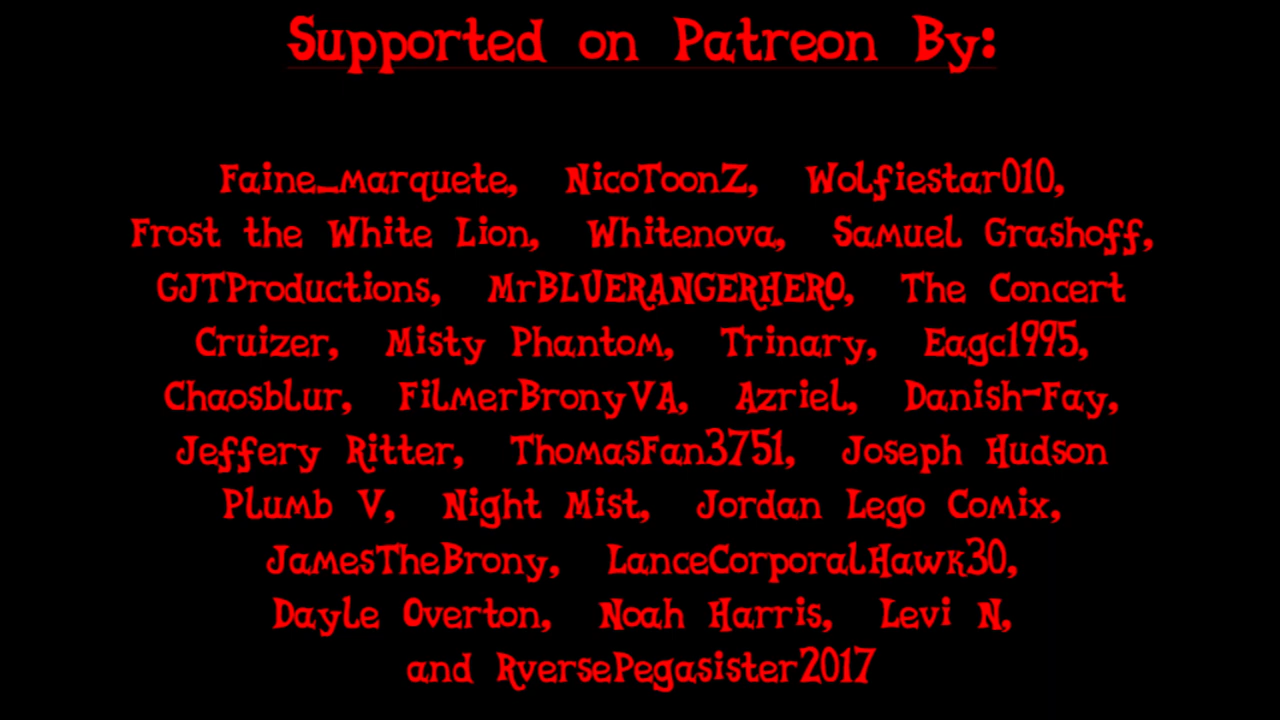 Supported on Patreon By:
Faine_marquete, NicoToonZ, Wolfiestar010,
Frost the White Lion, Whitenova, Samuel Grashoff,
GJTProductions, MrBLUERANGERHERO, The Concert
Cruizer, Misty Phantom, Trinary, Eagc1995,
Chaosblur, FilmerBronyVA, Azriel, Danish-Fay,
Jeffery Ritter, ThomasFan3751, Joseph Hudson
Plumb V, Night Mist, Jordan Lego Comix,
JamesTheBrony, LanceCorporalHawk30,
Dayle Overton, Noah Harris, Levi N,
and RversePegasister2017